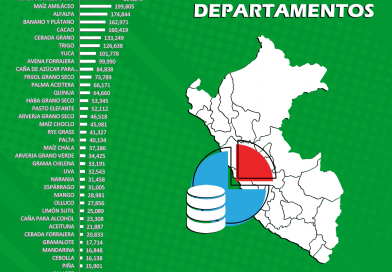 DEPARTAMENTOS
MAÍZ AMILÁCEO 199,805
ALFALFA 174,844
BANANO Y PLÁTANO 162,971
CACAO 160,419
CEBADA GRANO 133,249
TRIGO 126,638
YUCA 101,778
AVENA FORRAJERA 99,990
CAÑA DE AZÚCAR PARA... 84,838
FRIJOL GRANO SECO 73,789
PALMA ACEITERA 66,171
QUINUA 64,660
HABA GRANO SECO 53,345
PASTO ELEFANTE 52,112
ARVERJA GRANO SECO 48,518
MAÍZ CHOCLO 45,981
RYE GRASS 41,327
PALTA 40,134
MAÍZ CHALA 37,186
ARVERJA GRANO VERDE 34,425
GRAMA CHILENA 33,191
UVA 32,543
NARANJA 31,458
ESPÁRRAGO 31,005
MANGO 28,981
OLLUCO 27,856
LIMÓN SUTIL 25,089
CAÑA PARA ALCOHOL 23,308
ACEITUNA 21,887
CEBADA FORRAJERA 20,833
GRAMALOTE 17,714
MANDARINA 16,848
CEBOLLA 16,138
PIÑA 15,901